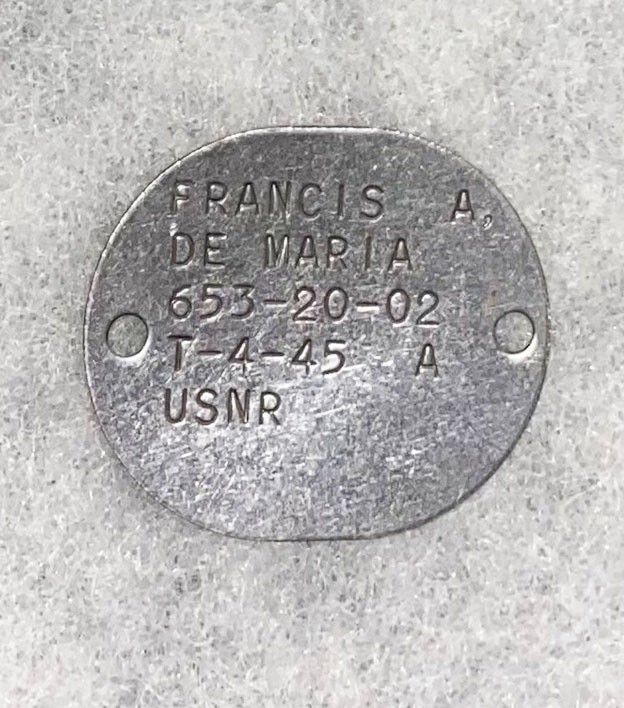 FRANCIS A,
DE MARIA
653-20-02
T-4-45 A
USNR